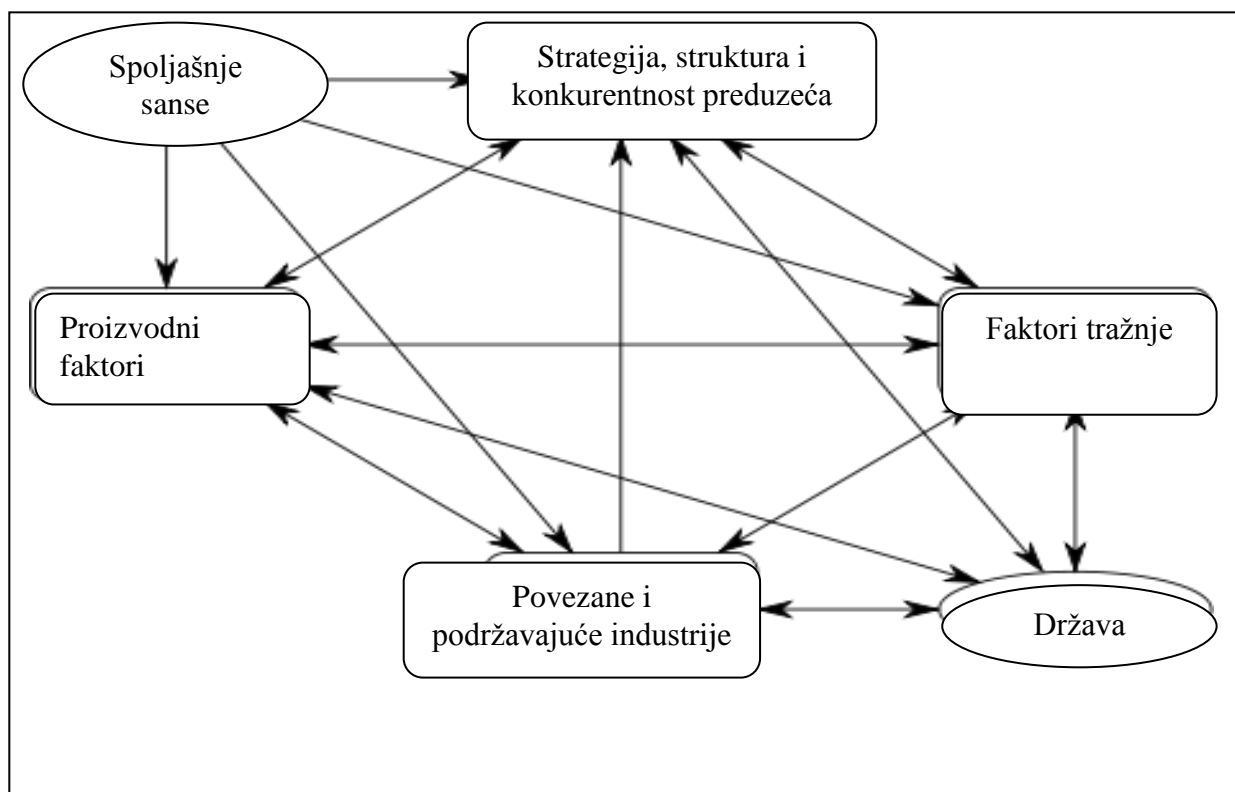 Spoljašnje
sanse
Strategija, struktura i
konkurentnost preduzeća
Proizvodni
faktori
Faktori tražnje
Povezane i
podržavajuće industrije
Država